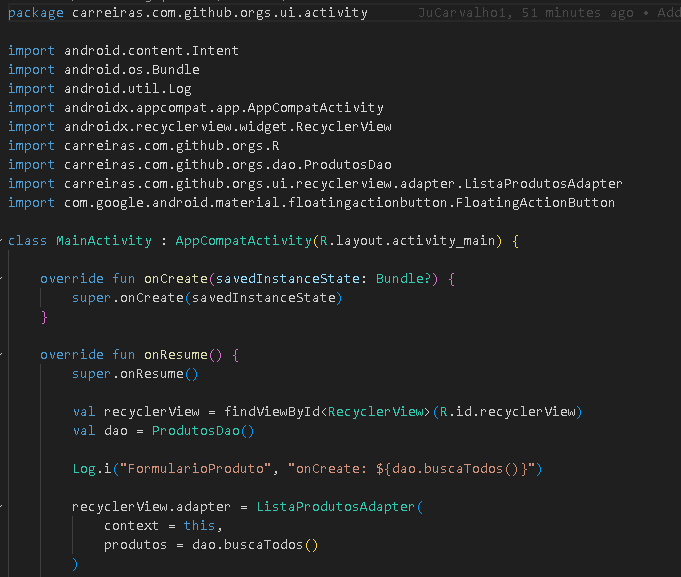 package carreiras.com.github.orgs.ui.activity JuCarvalho1, 51 minutes ago • Add
import android.content.Intent
import android.os.Bundle
import android.util.Log
import androidx.appcompat.app.AppCompatActivity
import androidx.recyclerview.widget.RecyclerView
import carreiras.com.github.orgs.R
import carreiras.com.github.orgs.dao.ProdutosDao
import carreiras.com.github.orgs.ui.recyclerview.adapter.ListaProdutosAdapter
import com.google.android.material.floatingactionbutton.FloatingActionButton
class MainActivity : AppCompatActivity(R.layout.activity_main) {
override fun onCreate(savedInstanceState: Bundle?) {
super.onCreate(savedInstanceState)
}
override fun onResume() {
super.onResume()
val recyclerView = findViewById<RecyclerView>(R.id.recyclerView)
val dao = ProdutosDao()
Log.i("FormularioProduto", "onCreate: ${dao.buscaTodos()}")
recyclerView.adapter = ListaProdutosAdapter(
context = this,
produtos = dao.buscaTodos()
)